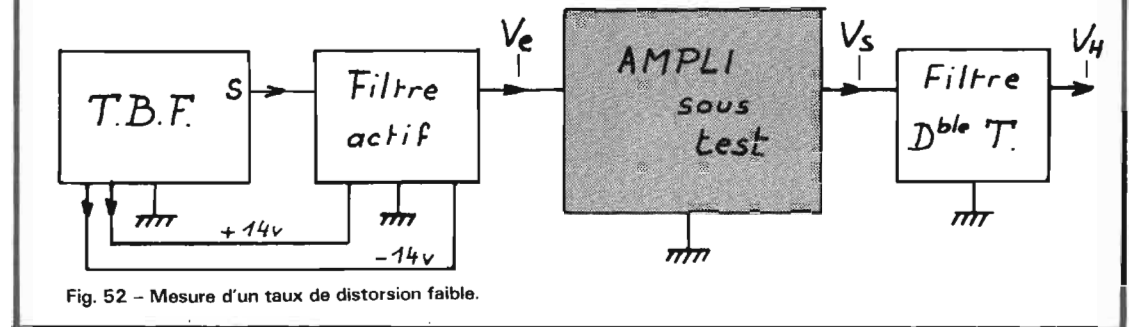 T.B.F.
S
Filtre
actif
Ve
AMPLI
sous
test
Vs
Filtre
Dble T.
VH
+14v
-14v
Fig. 52 – Mesure d'un taux de distorsion faible.